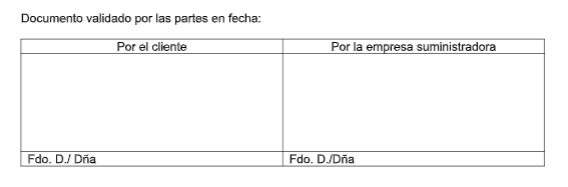 Documento validado por las partes en fecha:
Por el cliente Por la empresa suministradora
Fdo. D./ Dña Fdo. D./Dña